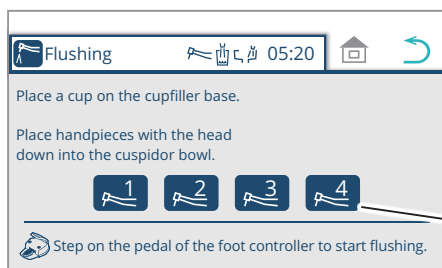 Flushing 05:20
Place a cup on the cupfiller base.
Place handpieces with the head
down into the cuspidor bowl.
1 2 3 4
Step on the pedal of the foot controller to start flushing.